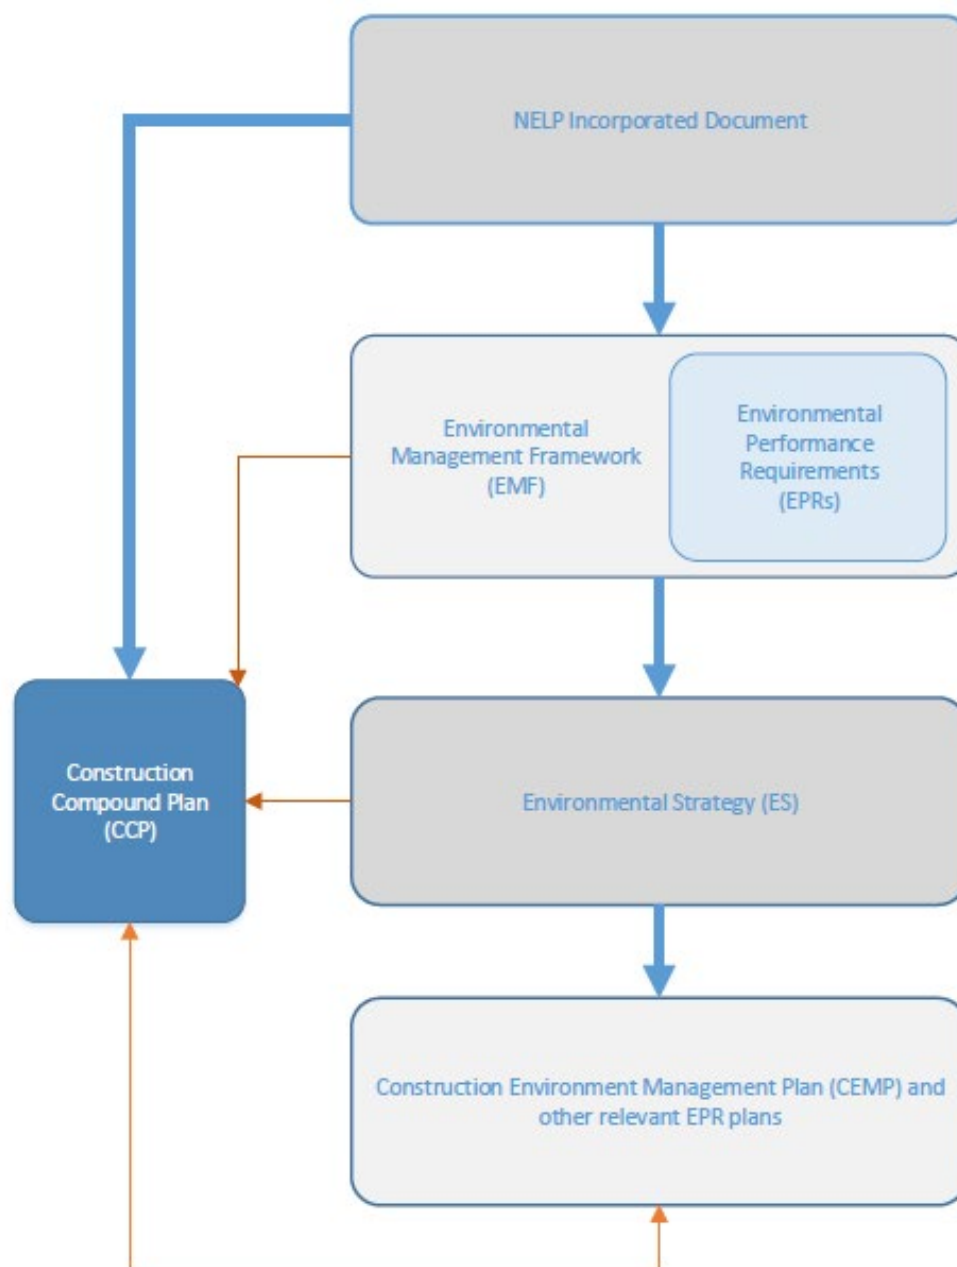 NELP Incorporated Document
Environmental
Management Framework
(EMF)
Environmental
Performance
Requirements
(EPRs)
Construction
Compound Plan
(CCP)
Environmental Strategy (ES)
Construction Environment Management Plan (CEMP) and
other relevant EPR plans